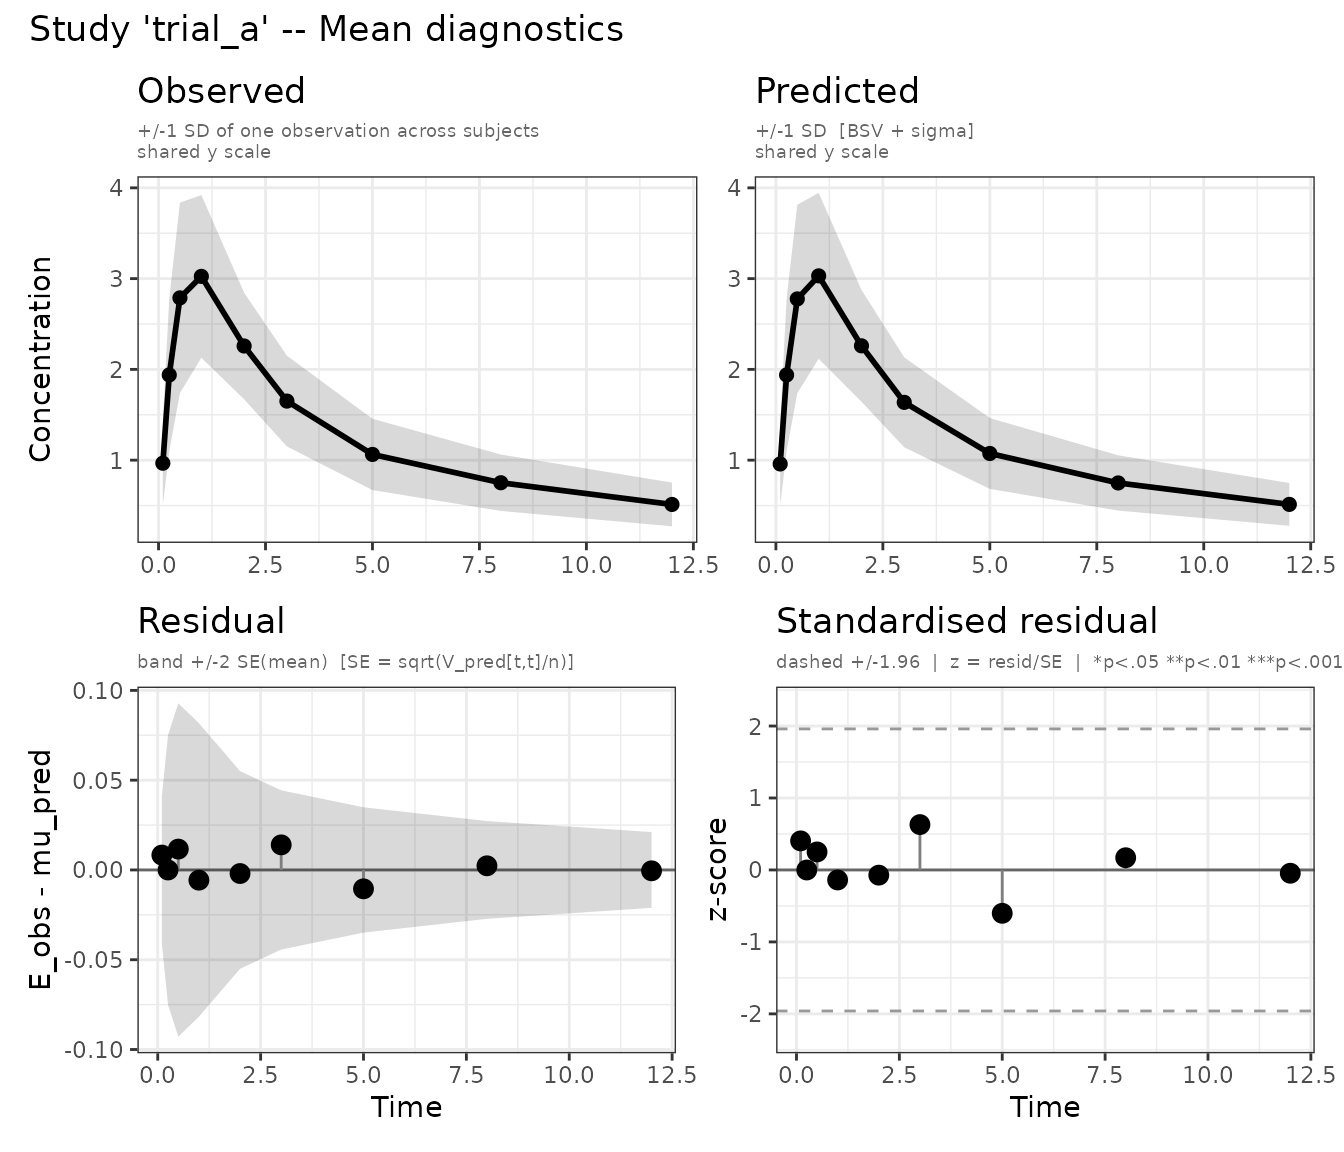 Study 'trial_a' -- Mean diagnostics
Observed
+/-1 SD of one observation across subjects
shared y scale
Concentration
4
3
2
1
0.0 2.5 5.0 7.5 10.0 12.5
Predicted
+/-1 SD [BSV + sigma]
shared y scale
4
3
2
1
0.0 2.5 5.0 7.5 10.0 12.5
Residual
band +/-2 SE(mean) [SE = sqrt(V_pred[t,t]/n)]
E_obs - mu_pred
0.10
0.05
0.00
-0.05
-0.10
0.0 2.5 5.0 7.5 10.0 12.5
Time
Standardised residual
dashed +/-1.96 | z = resid/SE | *p<.05 **p<.01 ***p<.001
z-score
2
1
0
-1
-2
0.0 2.5 5.0 7.5 10.0 12.5
Time